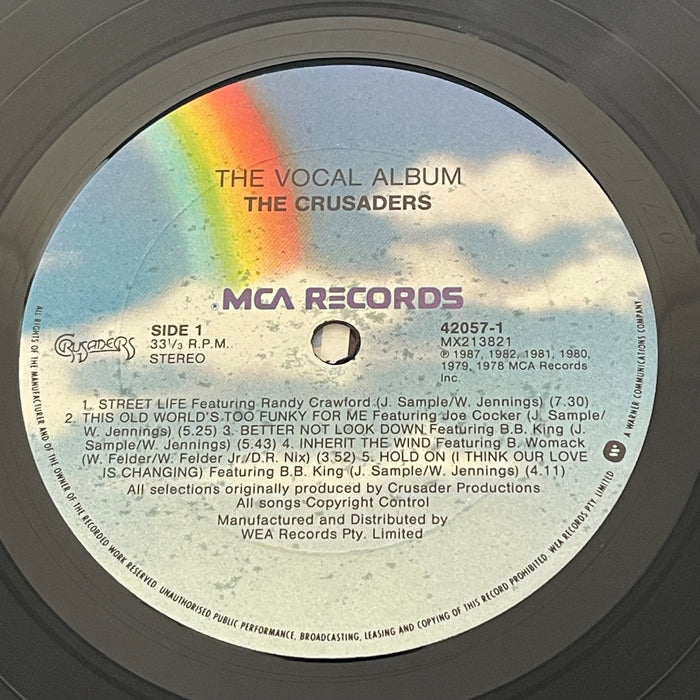 THE VOCAL ALBUM
THE CRUSADERS
MCA RECORDS
CRUSADERS
SIDE 1
33⅓ R.P.M.
STEREO
42057-1
MX213821
℗ 1987, 1982, 1981, 1980,
1979, 1978 MCA Records
Inc.
1. STREET LIFE Featuring Randy Crawford (J. Sample/W. Jennings) (7.30)
2. THIS OLD WORLD'S TOO FUNKY FOR ME Featuring Joe Cocker (J. Sample/
W. Jennings) (5.25) 3. BETTER NOT LOOK DOWN Featuring B.B. King (J.
Sample/W. Jennings) (5.43) 4. INHERIT THE WIND Featuring B. Womack
(W. Felder/W. Felder Jr./D.R. Nix) (3.52) 5. HOLD ON (I THINK OUR LOVE
IS CHANGING) Featuring B.B. King (J. Sample/W. Jennings) (4.11)
All selections originally produced by Crusader Productions
All songs Copyright Control
Manufactured and Distributed by
WEA Records Pty. Limited
ALL RIGHTS OF THE MANUFACTURER AND OF THE OWNER OF THE RECORDED WORK RESERVED. UNAUTHORISED PUBLIC PERFORMANCE, BROADCASTING, LEASING AND COPYING OF THIS RECORD PROHIBITED. WEA RECORDS PTY. LIMITED
A WARNER COMMUNICATIONS COMPANY